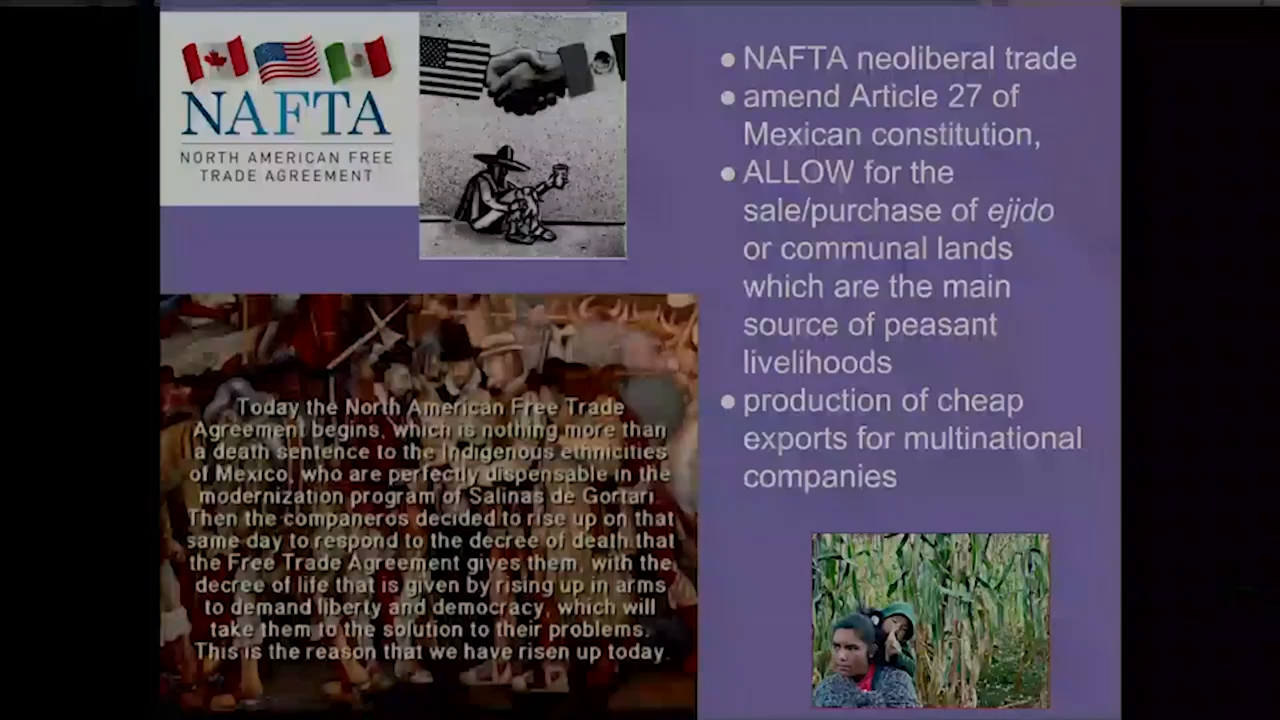 NAFTA
NORTH AMERICAN FREE
TRADE AGREEMENT
Today the North American Free Trade
Agreement begins, which is nothing more than
a death sentence to the Indigenous ethnicities
of Mexico, who are perfectly dispensable in the
modernization program of Salinas de Gortari.
Then the companeros decided to rise up on that
same day to respond to the decree of death that
the Free Trade Agreement gives them, with the
decree of life that is given by rising up in arms
to demand liberty and democracy, which will
take them to the solution to their problems.
This is the reason that we have risen up today.
● NAFTA neoliberal trade
● amend Article 27 of
Mexican constitution,
● ALLOW for the
sale/purchase of ejido
or communal lands
which are the main
source of peasant
livelihoods
● production of cheap
exports for multinational
companies